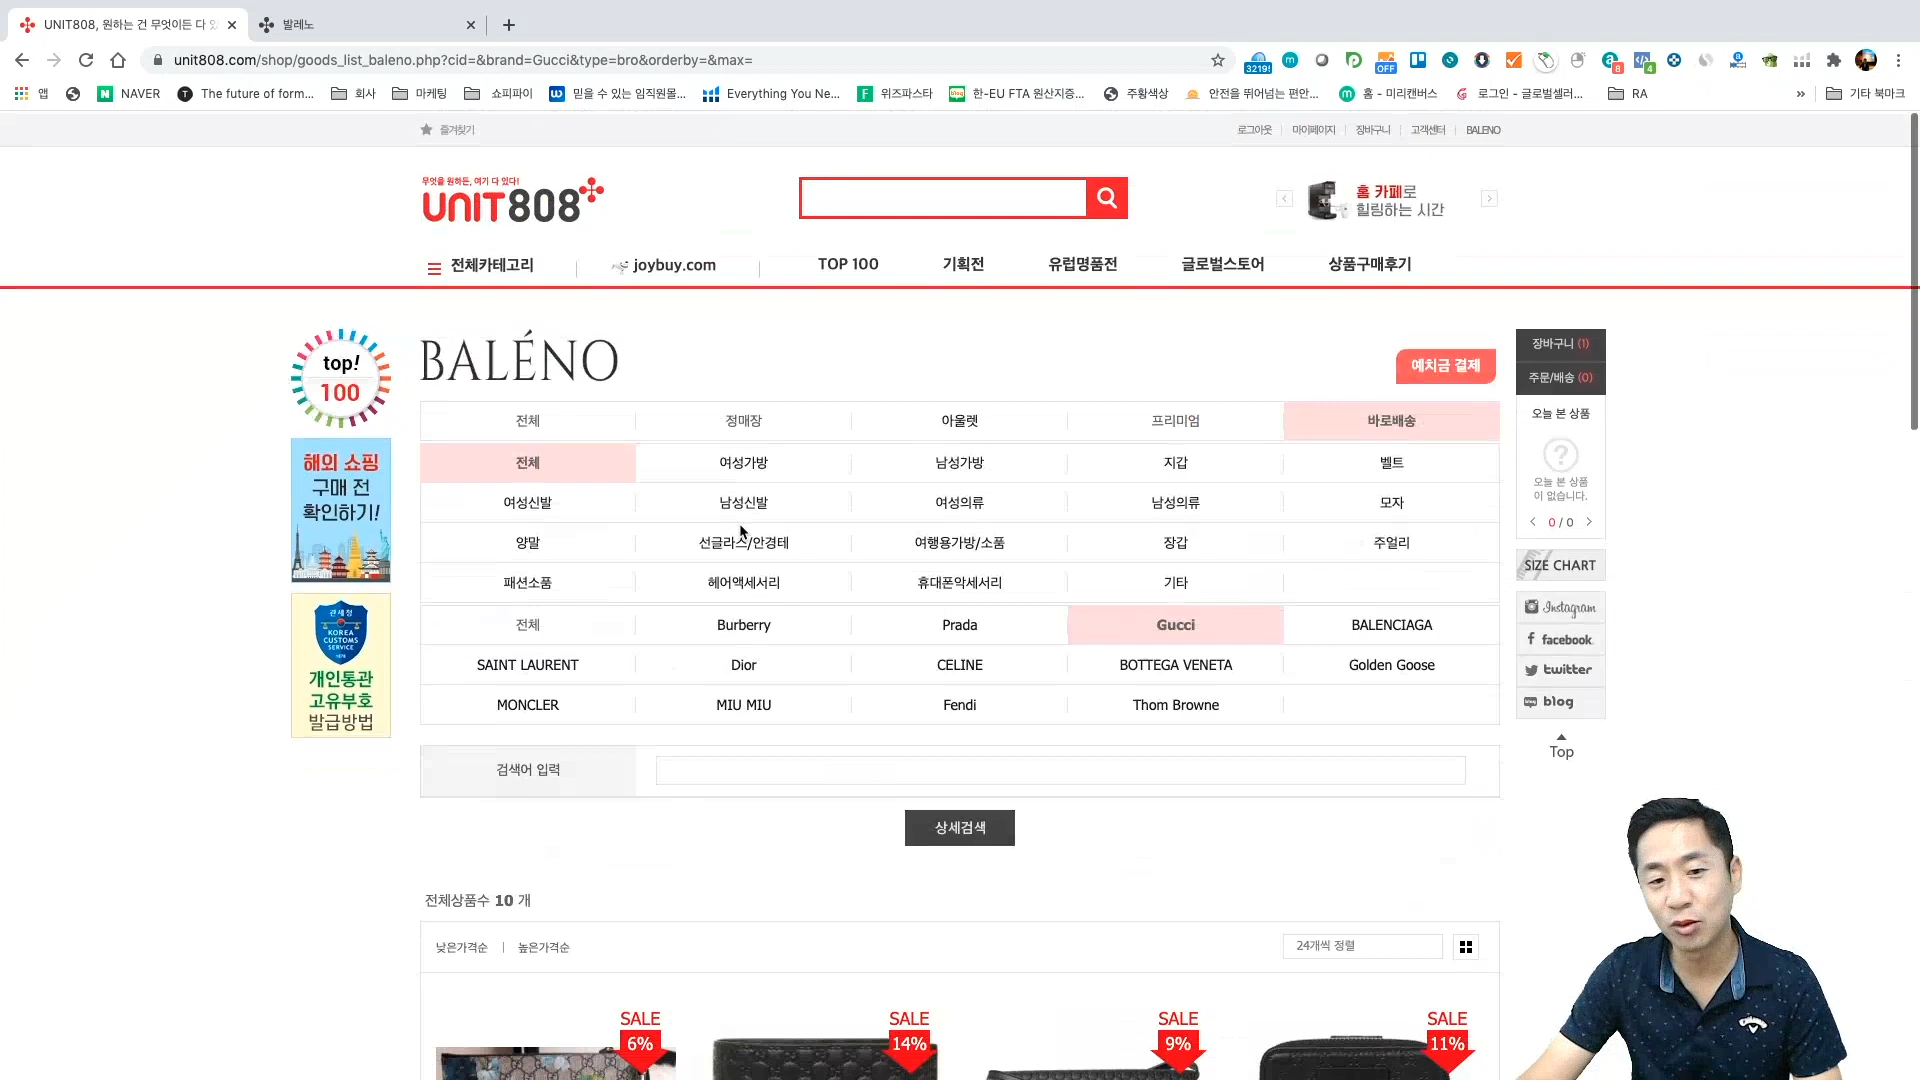 UNIT808, 원하는 건 무엇이든 다 있
발레노
unit808.com/shop/goods_list_baleno.php?cid=&brand=Gucci&type=bro&orderby=&max=
32195
OFF
8
4
앱
NAVER
The future of form...
회사
마케팅
쇼피파이
믿을 수 있는 임직원몰...
Everything You Ne...
위즈파스타
한-EU FTA 원산지증...
주황색상
안전을 뛰어넘는 편안...
홈 - 미리캔버스
로그인 - 글로벌셀러...
RA
»
기타 북마크
즐겨찾기
로그아웃
마이페이지
장바구니
고객센터
BALENO
무엇을 원하든, 여기 다 있다!
UNIT808
홈 카페로
힐링하는 시간
전체카테고리
joybuy.com
TOP 100
기획전
유럽명품전
글로벌스토어
상품구매후기
top!
100
해외 쇼핑
구매 전
확인하기!
관세청
KOREA
CUSTOMS
SERVICE
1878
개인통관
고유부호
발급방법
BALÉNO
예치금 결제
전체 정매장 아울렛 프리미엄 바로배송
전체 여성가방 남성가방 지갑 벨트
여성신발 남성신발 여성의류 남성의류 모자
양말 선글라스/안경테 여행용가방/소품 장갑 주얼리
패션소품 헤어액세서리 휴대폰악세서리 기타
전체 Burberry Prada Gucci BALENCIAGA
SAINT LAURENT Dior CELINE BOTTEGA VENETA Golden Goose
MONCLER MIU MIU Fendi Thom Browne
검색어 입력
상세검색
장바구니 (1)
주문/배송 (0)
오늘 본 상품
?
오늘 본 상품
이 없습니다.
0 / 0
SIZE CHART
Instagram
facebook
twitter
blog
Top
전체상품수 10 개
낮은가격순 | 높은가격순
24개씩 정렬
SALE
6%
SALE
14%
SALE
9%
SALE
11%